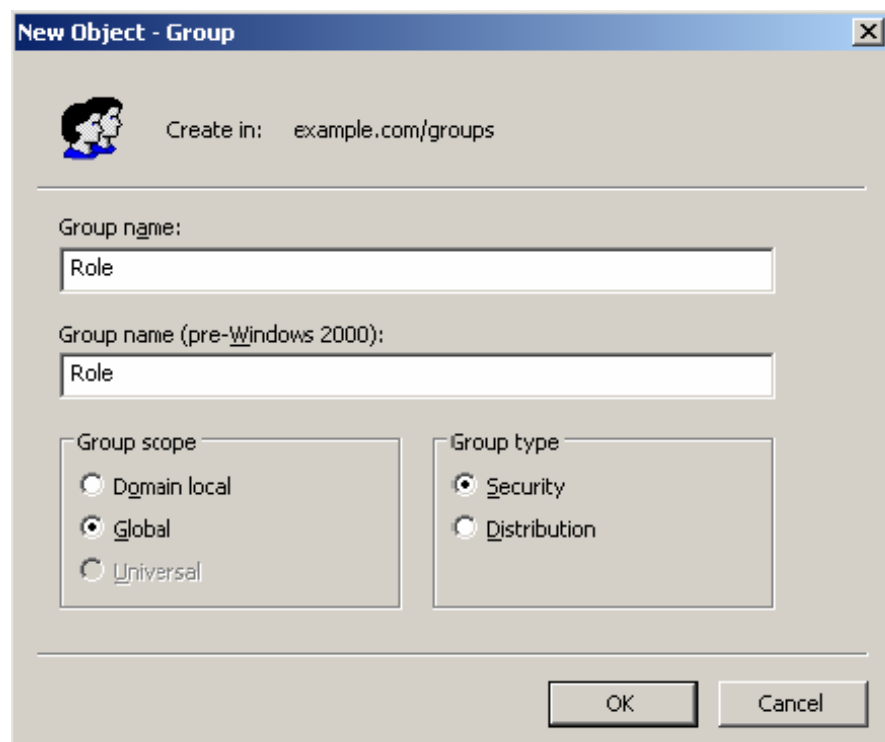 New Object - Group
Create in: example.com/groups
Group name:
Role
Group name (pre-Windows 2000):
Role
Group scope
Domain local
Global
Universal
Group type
Security
Distribution
OK
Cancel